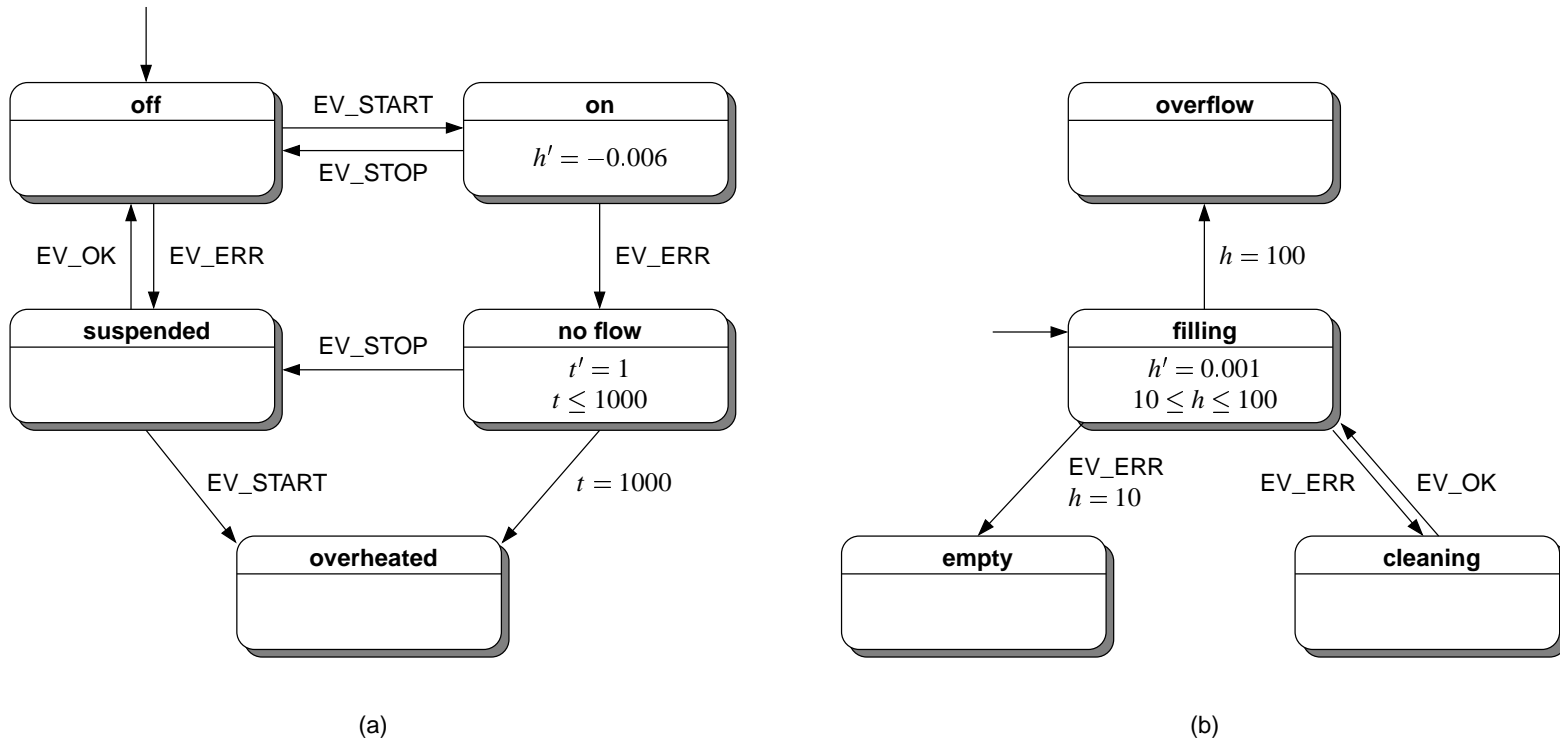 off
EV_START
on
h′ = −0.006
EV_STOP
EV_OK
EV_ERR
EV_ERR
suspended
EV_STOP
no flow
t′ = 1
t ≤ 1000
EV_START
t = 1000
overheated
(a)
overflow
h = 100
filling
h′ = 0.001
10 ≤ h ≤ 100
EV_ERR
h = 10
EV_ERR
EV_OK
empty
cleaning
(b)